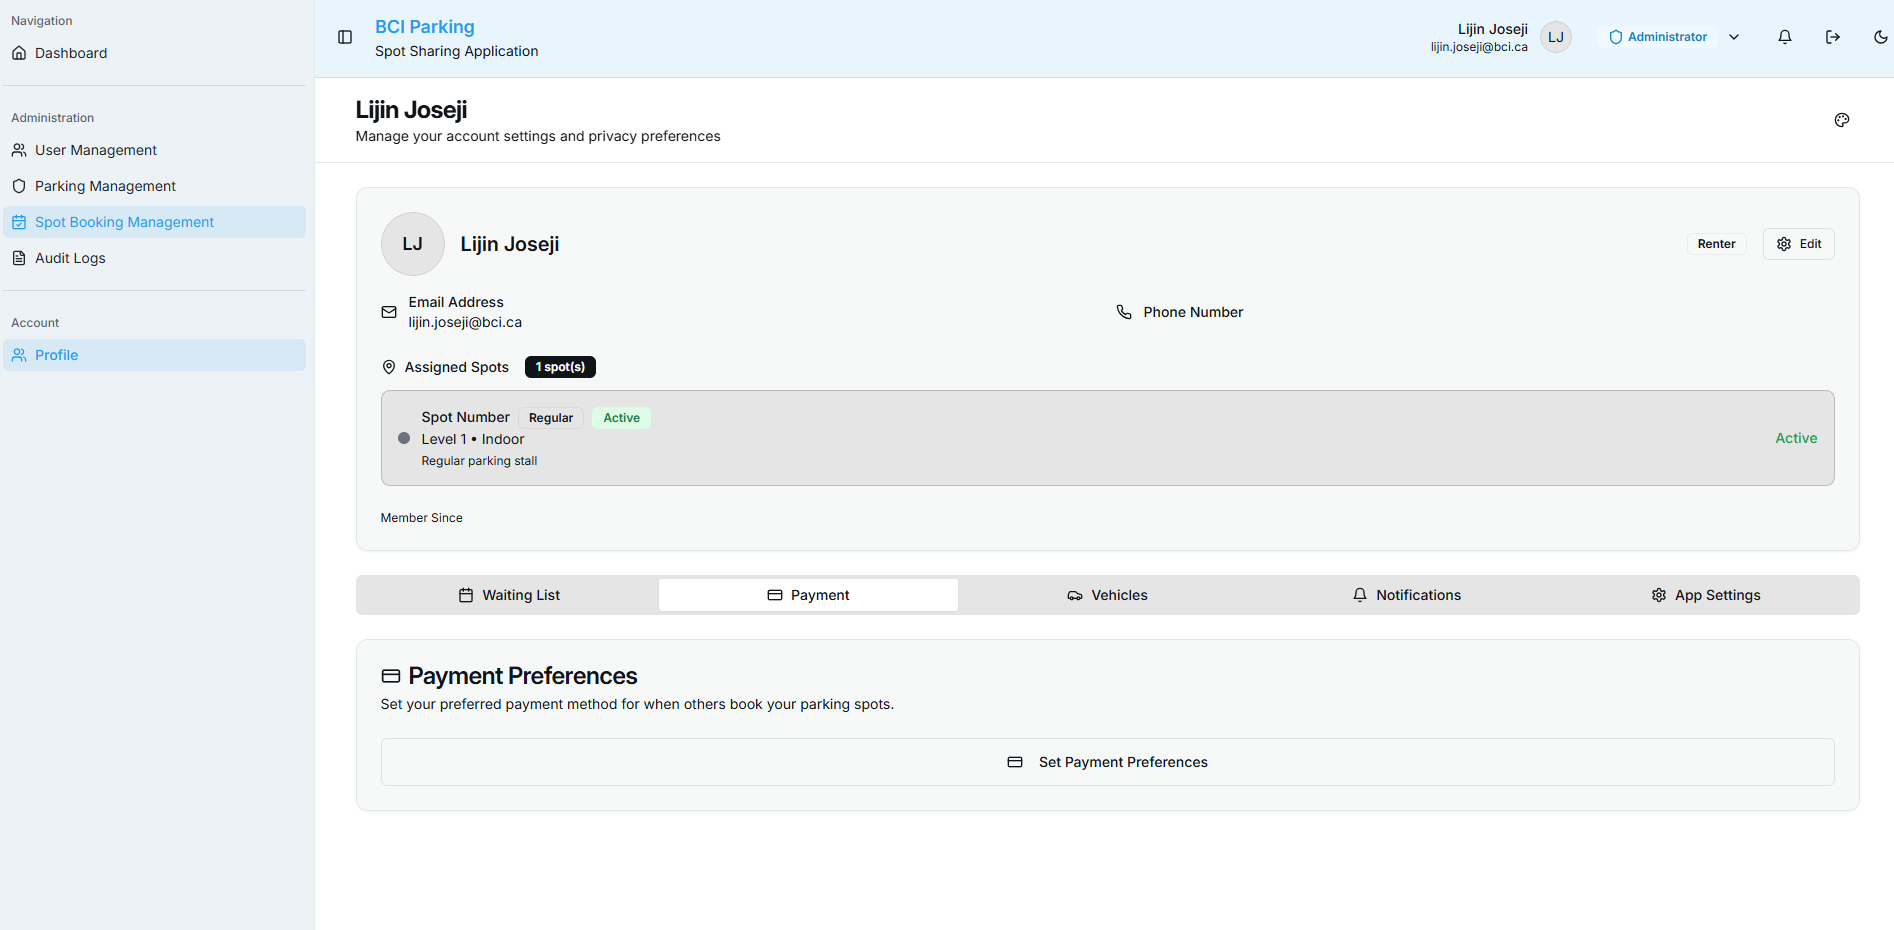 Navigation
Dashboard
Administration
User Management
Parking Management
Spot Booking Management
Audit Logs
Account
Profile
BCI Parking
Spot Sharing Application
Lijin Joseji
lijin.joseji@bci.ca
LJ
Administrator
Lijin Joseji
Manage your account settings and privacy preferences
LJ
Lijin Joseji
Renter
Edit
Email Address
lijin.joseji@bci.ca
Phone Number
Assigned Spots 1 spot(s)
Spot Number Regular Active
Level 1 • Indoor
Regular parking stall
Active
Member Since
Waiting List
Payment
Vehicles
Notifications
App Settings
Payment Preferences
Set your preferred payment method for when others book your parking spots.
Set Payment Preferences